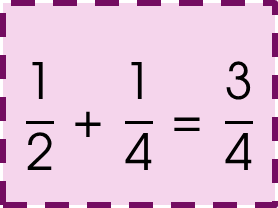 1/2 + 1/4 = 3/4